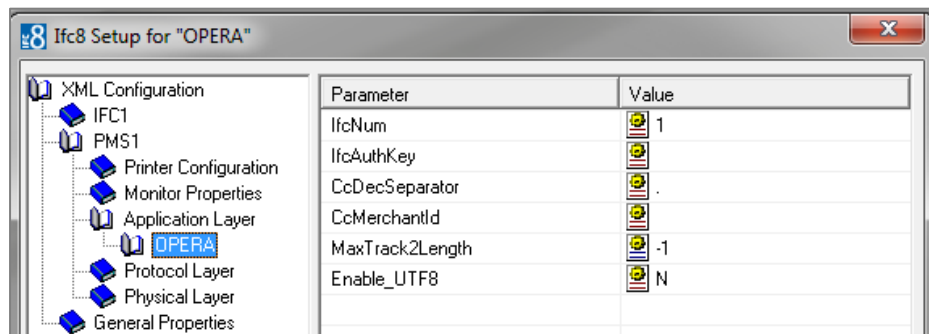 Ifc8 Setup for "OPERA"
XML Configuration
IFC1
PMS1
Printer Configuration
Monitor Properties
Application Layer
OPERA
Protocol Layer
Physical Layer
General Properties
Parameter Value
IfcNum 1
IfcAuthKey
CcDecSeparator .
CcMerchantId
MaxTrack2Length -1
Enable_UTF8 N